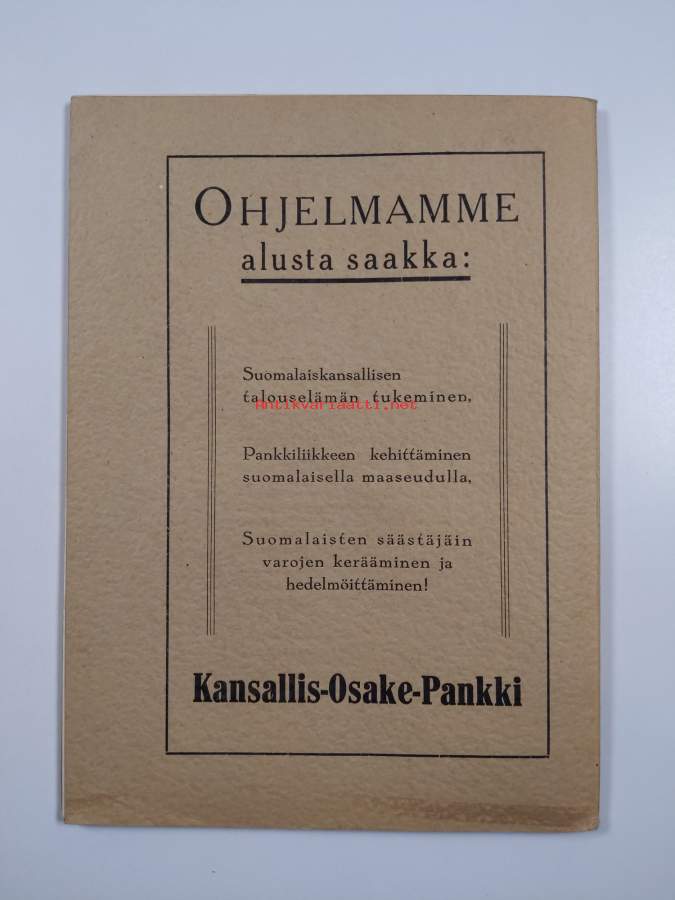 OHJELMAMME
alusta saakka:
Suomalaiskansallisen
talouselämän tukeminen,
Antikvariaatti.net
Pankkiliikkeen kehittäminen
suomalaisella maaseudulla,
Suomalaisten säästäjäin
varojen kerääminen ja
hedelmöittäminen!
Kansallis-Osake-Pankki